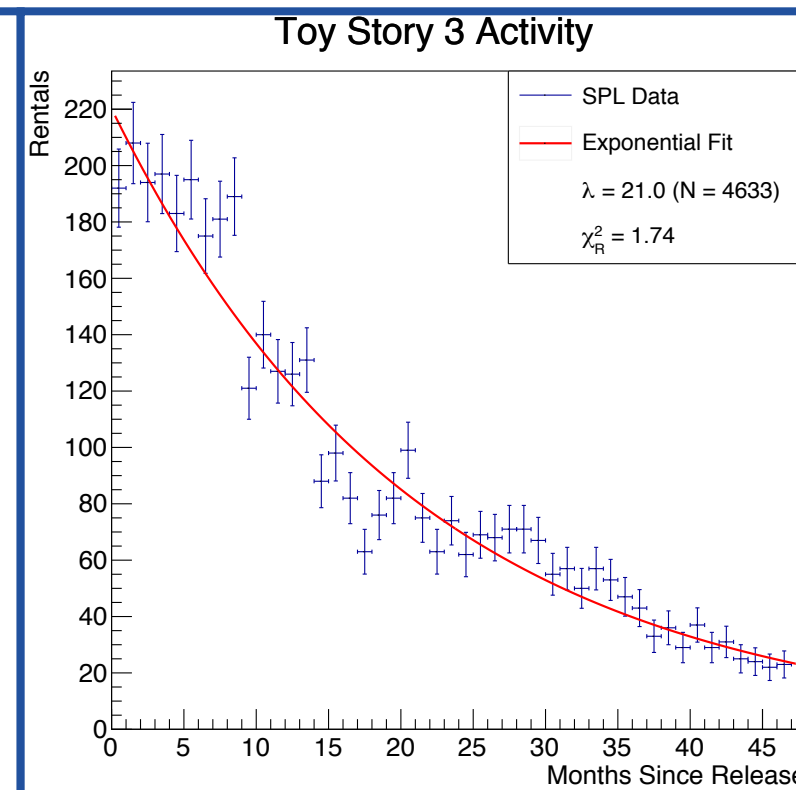 Toy Story 3 Activity
Rentals
SPL Data
Exponential Fit
λ = 21.0 (N = 4633)
χ²R = 1.74
220
200
180
160
140
120
100
80
60
40
20
0
0 5 10 15 20 25 30 35 40 45
Months Since Release